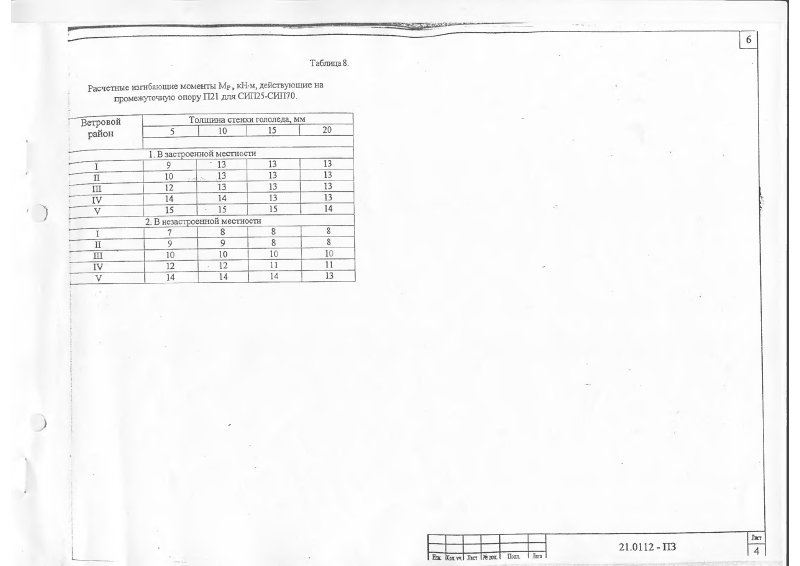 6
Таблица 8.
Расчетные изгибающие моменты Мр, кН·м, действующие на
промежуточную опору П21 для СИП25-СИП70.
Ветровой район Толщина стенки гололеда, мм
5 10 15 20
1. В застроенной местности
I 9 13 13 13
II 10 13 13 13
III 12 13 13 13
IV 14 14 13 13
V 15 15 15 14
2. В незастроенной местности
I 7 8 8 8
II 9 9 8 8
III 10 10 10 10
IV 12 12 11 11
V 14 14 14 13
Изм. Кол.уч. Лист № док. Подп. Дата
21.0112 - ПЗ
Лист
4